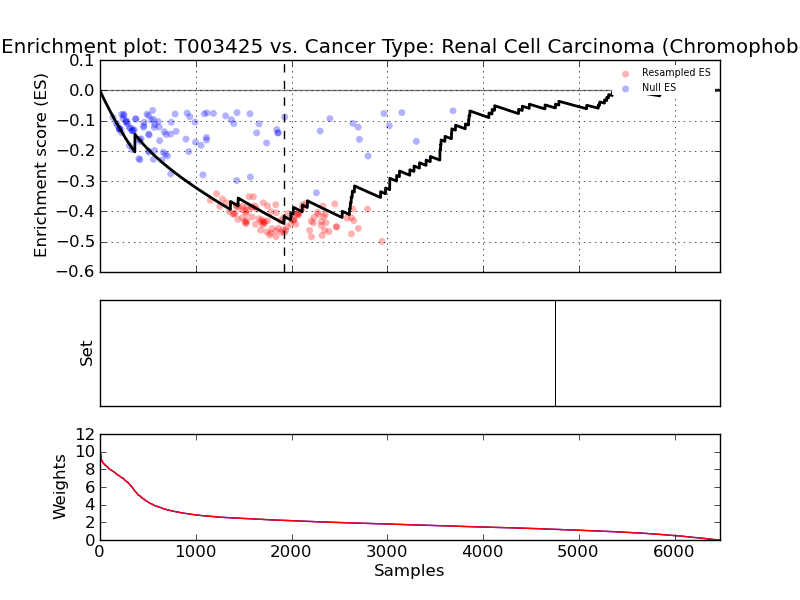 Enrichment plot: T003425 vs. Cancer Type: Renal Cell Carcinoma (Chromophob
0.1
0.0
−0.1
−0.2
−0.3
−0.4
−0.5
−0.6
Enrichment score (ES)
Resampled ES
Null ES
Set
12
10
8
6
4
2
0
Weights
0 1000 2000 3000 4000 5000 6000
Samples